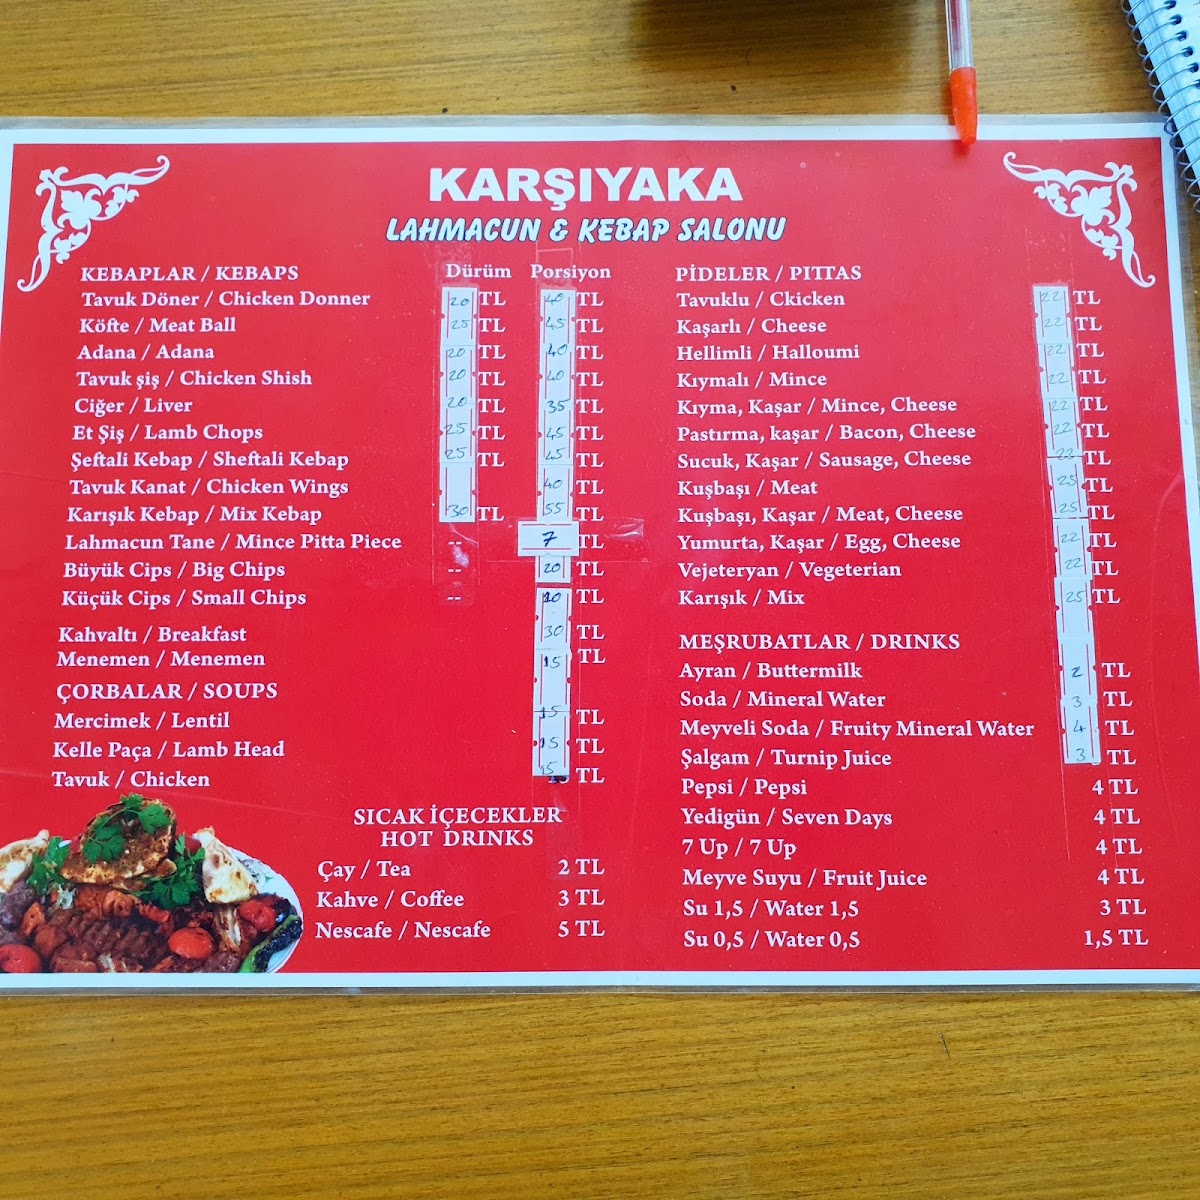 KARŞIYAKA
LAHMACUN & KEBAP SALONU
KEBAPLAR / KEBAPS Dürüm Porsiyon
Tavuk Döner / Chicken Donner 20 TL 40 TL
Köfte / Meat Ball 25 TL 45 TL
Adana / Adana 20 TL 40 TL
Tavuk şiş / Chicken Shish 20 TL 40 TL
Ciğer / Liver 20 TL 35 TL
Et Şiş / Lamb Chops 25 TL 45 TL
Şeftali Kebap / Sheftali Kebap 25 TL 45 TL
Tavuk Kanat / Chicken Wings 40 TL
Karışık Kebap / Mix Kebap 30 TL 55 TL
Lahmacun Tane / Mince Pitta Piece -- 7 TL
Büyük Cips / Big Chips -- 20 TL
Küçük Cips / Small Chips -- 10 TL
Kahvaltı / Breakfast 30 TL
Menemen / Menemen 15 TL
ÇORBALAR / SOUPS
Mercimek / Lentil 15 TL
Kelle Paça / Lamb Head 15 TL
Tavuk / Chicken 15 TL
SICAK İÇECEKLER
HOT DRINKS
Çay / Tea 2 TL
Kahve / Coffee 3 TL
Nescafe / Nescafe 5 TL
PİDELER / PITTAS
Tavuklu / Ckicken 22 TL
Kaşarlı / Cheese 22 TL
Hellimli / Halloumi 22 TL
Kıymalı / Mince 22 TL
Kıyma, Kaşar / Mince, Cheese 22 TL
Pastırma, kaşar / Bacon, Cheese 22 TL
Sucuk, Kaşar / Sausage, Cheese 22 TL
Kuşbaşı / Meat 25 TL
Kuşbaşı, Kaşar / Meat, Cheese 25 TL
Yumurta, Kaşar / Egg, Cheese 22 TL
Vejeteryan / Vegeterian 22 TL
Karışık / Mix 25 TL
MEŞRUBATLAR / DRINKS
Ayran / Buttermilk 2 TL
Soda / Mineral Water 3 TL
Meyveli Soda / Fruity Mineral Water 4 TL
Şalgam / Turnip Juice 3 TL
Pepsi / Pepsi 4 TL
Yedigün / Seven Days 4 TL
7 Up / 7 Up 4 TL
Meyve Suyu / Fruit Juice 4 TL
Su 1,5 / Water 1,5 3 TL
Su 0,5 / Water 0,5 1,5 TL